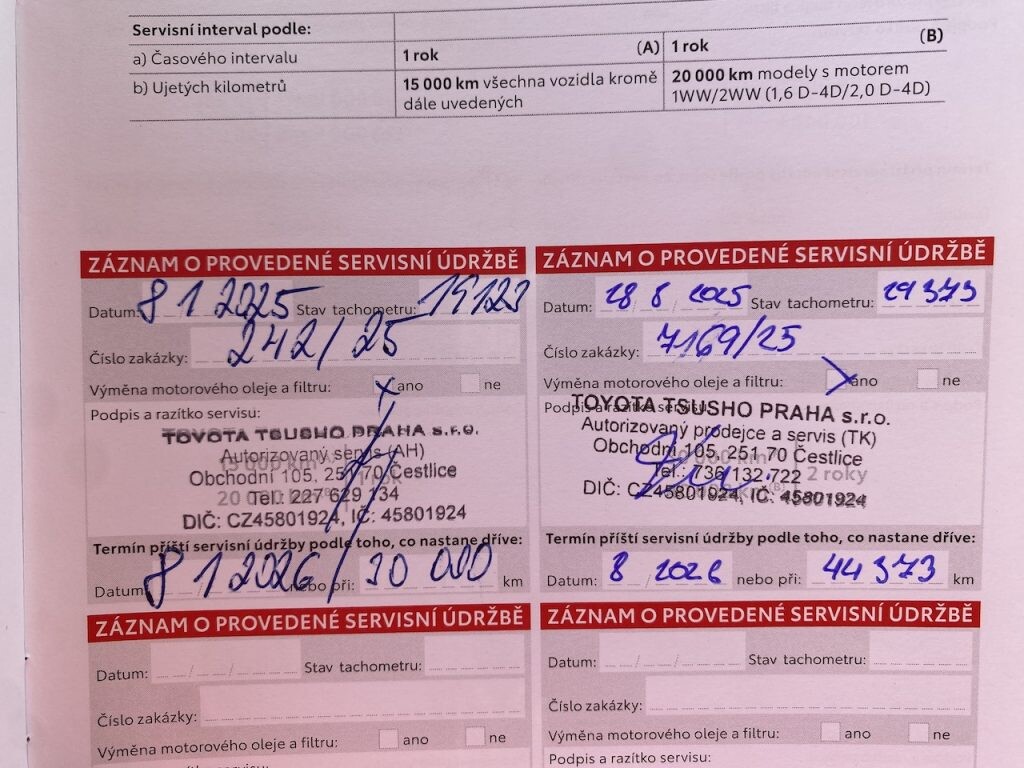 Servisní interval podle:
a) Časového intervalu 1 rok (A) 1 rok (B)
b) Ujetých kilometrů 15 000 km všechna vozidla kromě dále uvedených 20 000 km modely s motorem 1WW/2WW (1,6 D-4D/2,0 D-4D)
ZÁZNAM O PROVEDENÉ SERVISNÍ ÚDRŽBĚ
Datum: 8 1 2025 Stav tachometru: 19123
Číslo zakázky: 242/25
Výměna motorového oleje a filtru: x ano ne
Podpis a razítko servisu:
TOYOTA TSUSHO PRAHA s.r.o.
Autorizovaný servis (AH)
Obchodní 105, 251 70 Čestlice
Tel.: 227 629 134
DIČ: CZ45801924, IČ: 45801924
Termín příští servisní údržby podle toho, co nastane dříve:
Datum: 8 1 2026 nebo při: 30 000 km
ZÁZNAM O PROVEDENÉ SERVISNÍ ÚDRŽBĚ
Datum: 28 8 2025 Stav tachometru: 29 373
Číslo zakázky: 7169/25
Výměna motorového oleje a filtru: x ano ne
Podpis a razítko servisu:
TOYOTA TSUSHO PRAHA s.r.o.
Autorizovaný prodejce a servis (TK)
Obchodní 105, 251 70 Čestlice
Tel.: 736 132 722
DIČ: CZ45801924, IČ: 45801924
Termín příští servisní údržby podle toho, co nastane dříve:
Datum: 8 / 2026 nebo při: 44 373 km
ZÁZNAM O PROVEDENÉ SERVISNÍ ÚDRŽBĚ
Datum: / / Stav tachometru:
Číslo zakázky:
Výměna motorového oleje a filtru: ano ne
Podpis a razítko servisu:
ZÁZNAM O PROVEDENÉ SERVISNÍ ÚDRŽBĚ
Datum: / / Stav tachometru:
Číslo zakázky:
Výměna motorového oleje a filtru: ano ne
Podpis a razítko servisu: